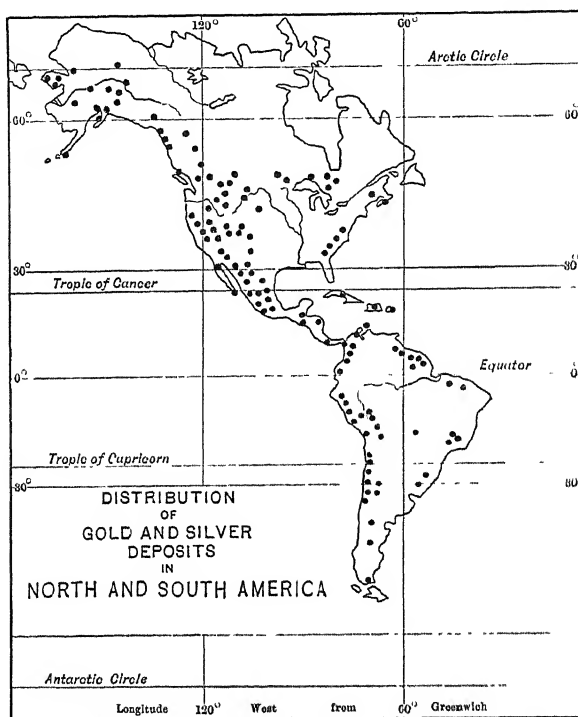 120°
60°
Arctic Circle
60°
60°
30°
30°
Tropic of Cancer
Equator
0°
0°
Tropic of Capricorn
30°
30°
DISTRIBUTION
OF
GOLD AND SILVER
DEPOSITS
IN
NORTH AND SOUTH AMERICA
Antarctic Circle
Longitude 120° West from 60° Greenwich